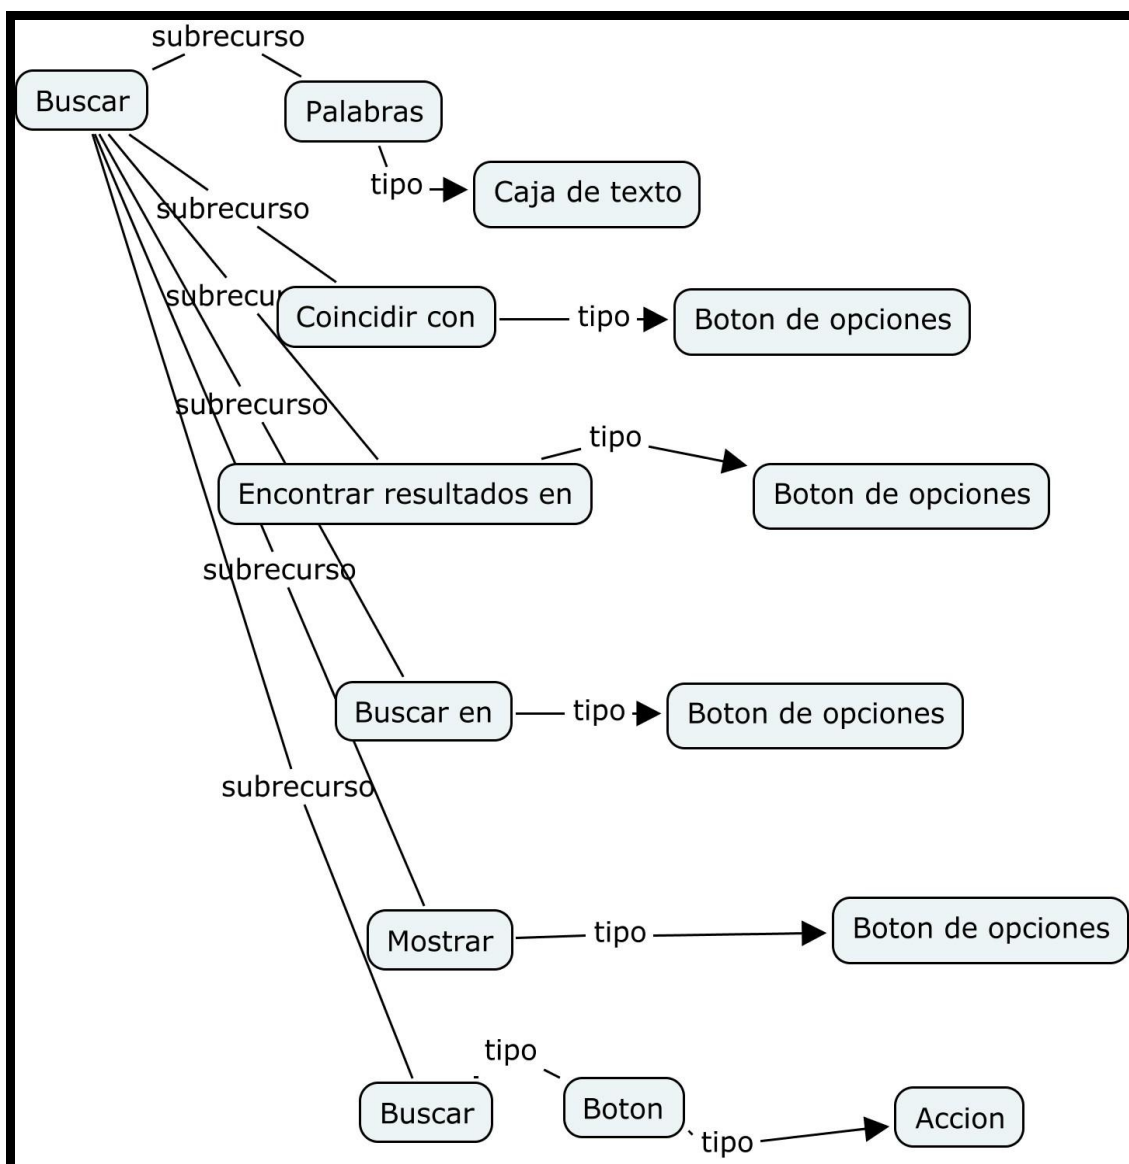 subrecurso
Buscar
Palabras
tipo
Caja de texto
subrecurso
subrecur
Coincidir con
tipo
Boton de opciones
subrecurso
tipo
Encontrar resultados en
Boton de opciones
subrecurso
Buscar en
tipo
Boton de opciones
subrecurso
Mostrar
tipo
Boton de opciones
tipo
Buscar
Boton
tipo
Accion